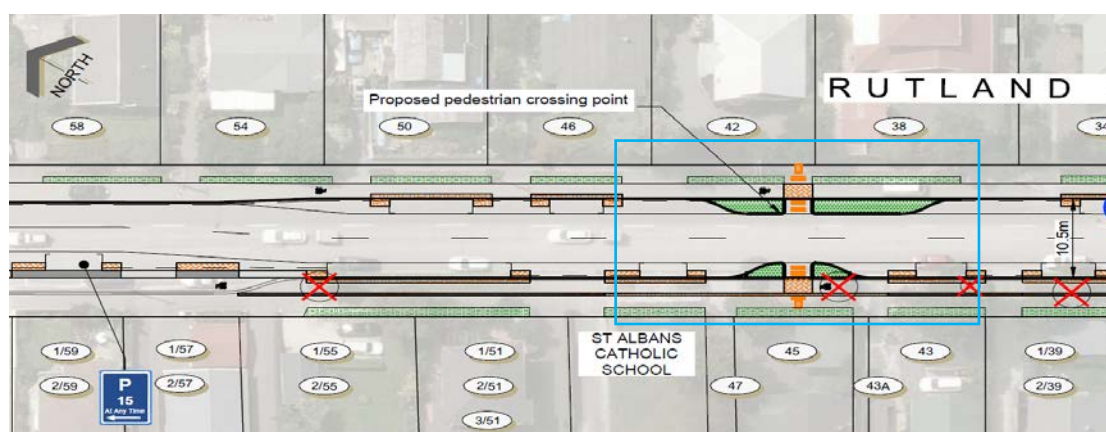 NORTH
Proposed pedestrian crossing point
RUTLAND
58
54
50
46
42
38
34
10.5m
ST ALBANS
CATHOLIC
SCHOOL
1/59
1/57
1/55
1/51
45
43
1/39
2/59
2/57
2/55
2/51
47
43A
2/39
3/51
P
15
At Any Time